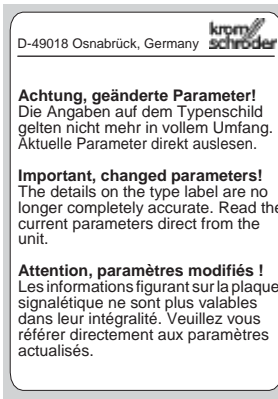 D-49018 Osnabrück, Germany krom schroder
Achtung, geänderte Parameter!
Die Angaben auf dem Typenschild
gelten nicht mehr in vollem Umfang.
Aktuelle Parameter direkt auslesen.
Important, changed parameters!
The details on the type label are no
longer completely accurate. Read the
current parameters direct from the
unit.
Attention, paramètres modifiés !
Les informations figurant sur la plaque
signalétique ne sont plus valables
dans leur intégralité. Veuillez vous
référer directement aux paramètres
actualisés.